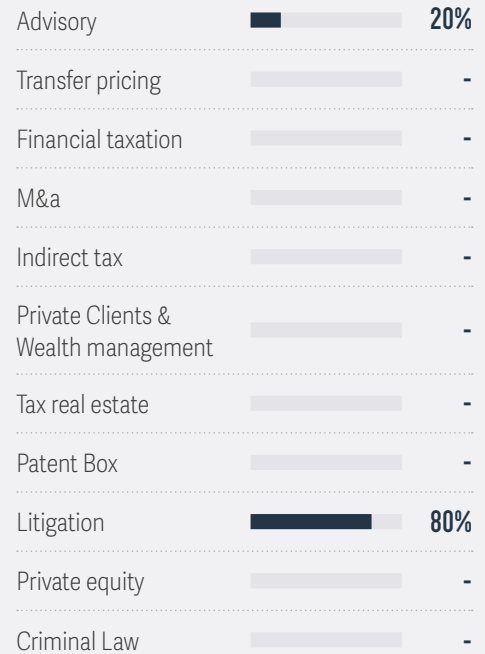 Advisory 20%
Transfer pricing -
Financial taxation -
M&a -
Indirect tax -
Private Clients &
Wealth management -
Tax real estate -
Patent Box -
Litigation 80%
Private equity -
Criminal Law -